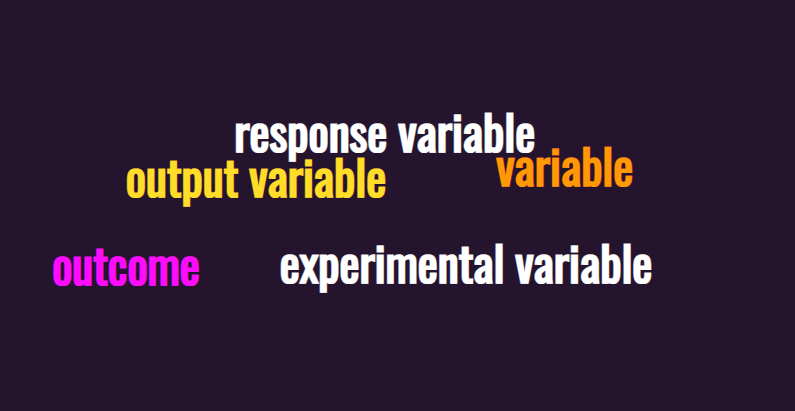 response variable
variable
output variable
experimental variable
outcome